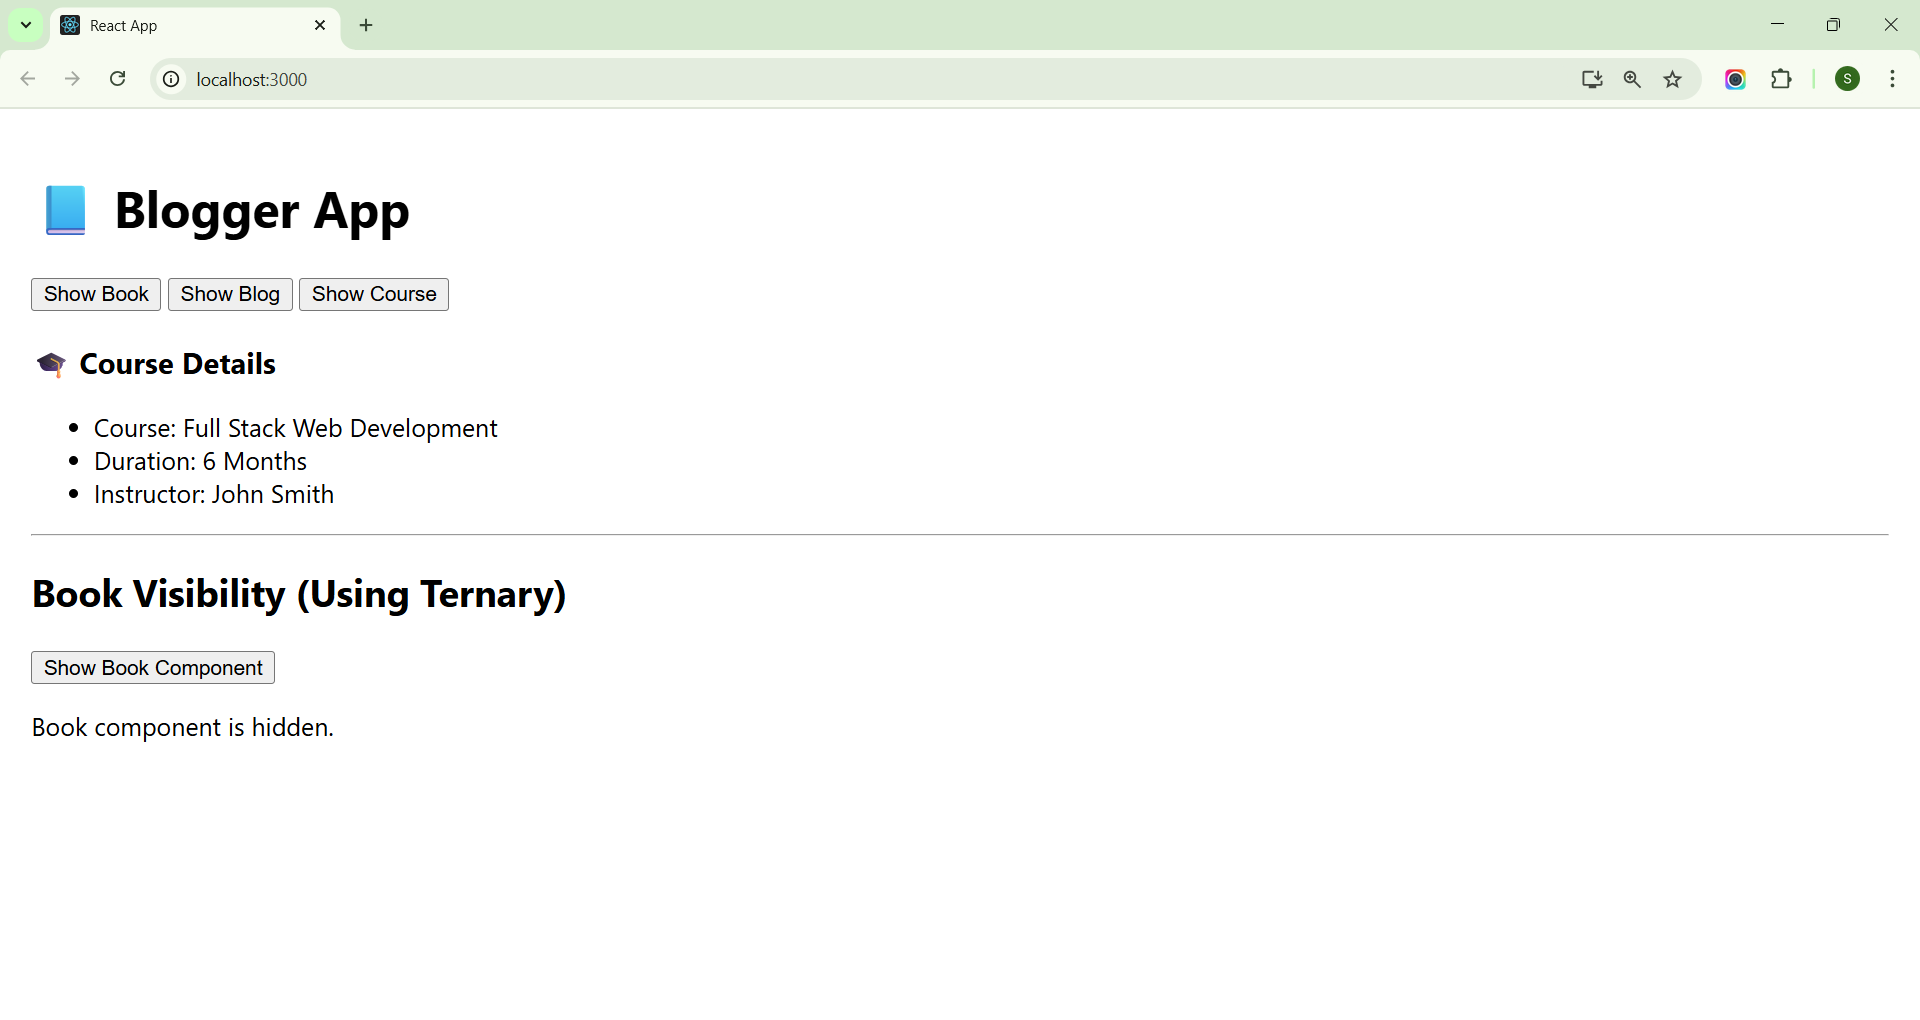 React App
localhost:3000
S
📘 Blogger App
Show Book Show Blog Show Course
🎓 Course Details
• Course: Full Stack Web Development
• Duration: 6 Months
• Instructor: John Smith
Book Visibility (Using Ternary)
Show Book Component
Book component is hidden.